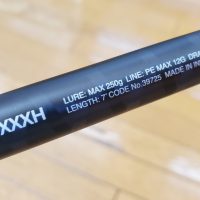 XXXH
LURE: MAX 250g LINE: PE MAX 12G DRA
LENGTH: 7' CODE No.39725 MADE IN IN